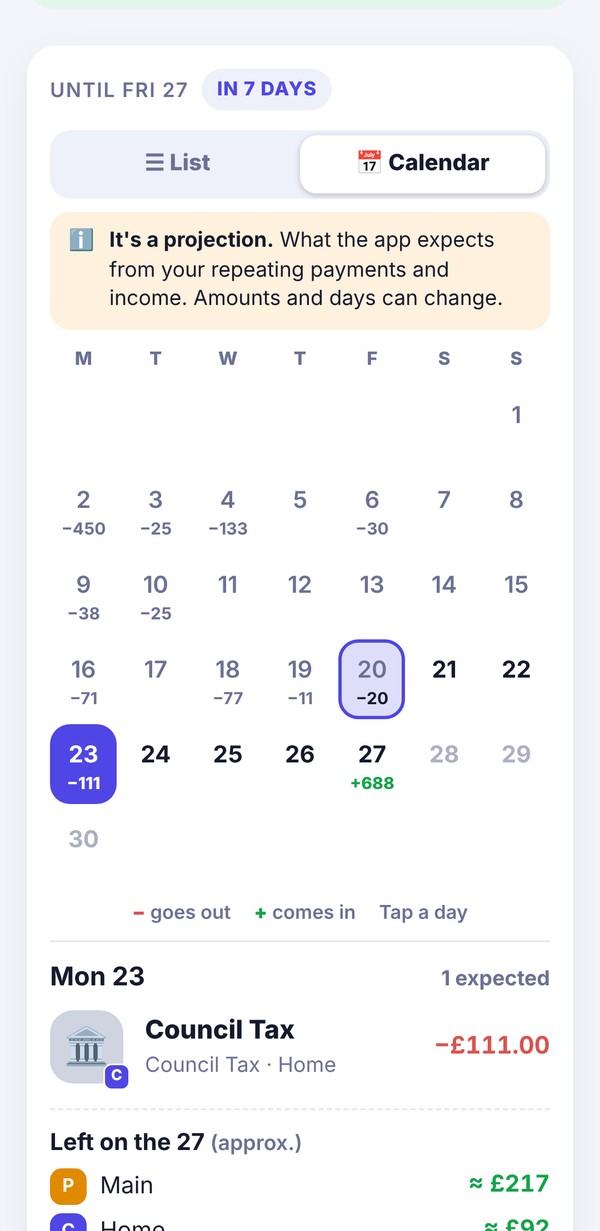 UNTIL FRI 27 IN 7 DAYS
☰ List 📅 Calendar
ℹ️ It's a projection. What the app expects
from your repeating payments and
income. Amounts and days can change.
M T W T F S S
1
2 3 4 5 6 7 8
−450 −25 −133 −30
9 10 11 12 13 14 15
−38 −25
16 17 18 19 20 21 22
−71 −77 −11 −20
23 24 25 26 27 28 29
−111 +688
30
− goes out + comes in Tap a day
Mon 23 1 expected
Council Tax
−£111.00
Council Tax · Home
C
Left on the 27 (approx.)
P Main ≈ £217
C Home ≈ £92